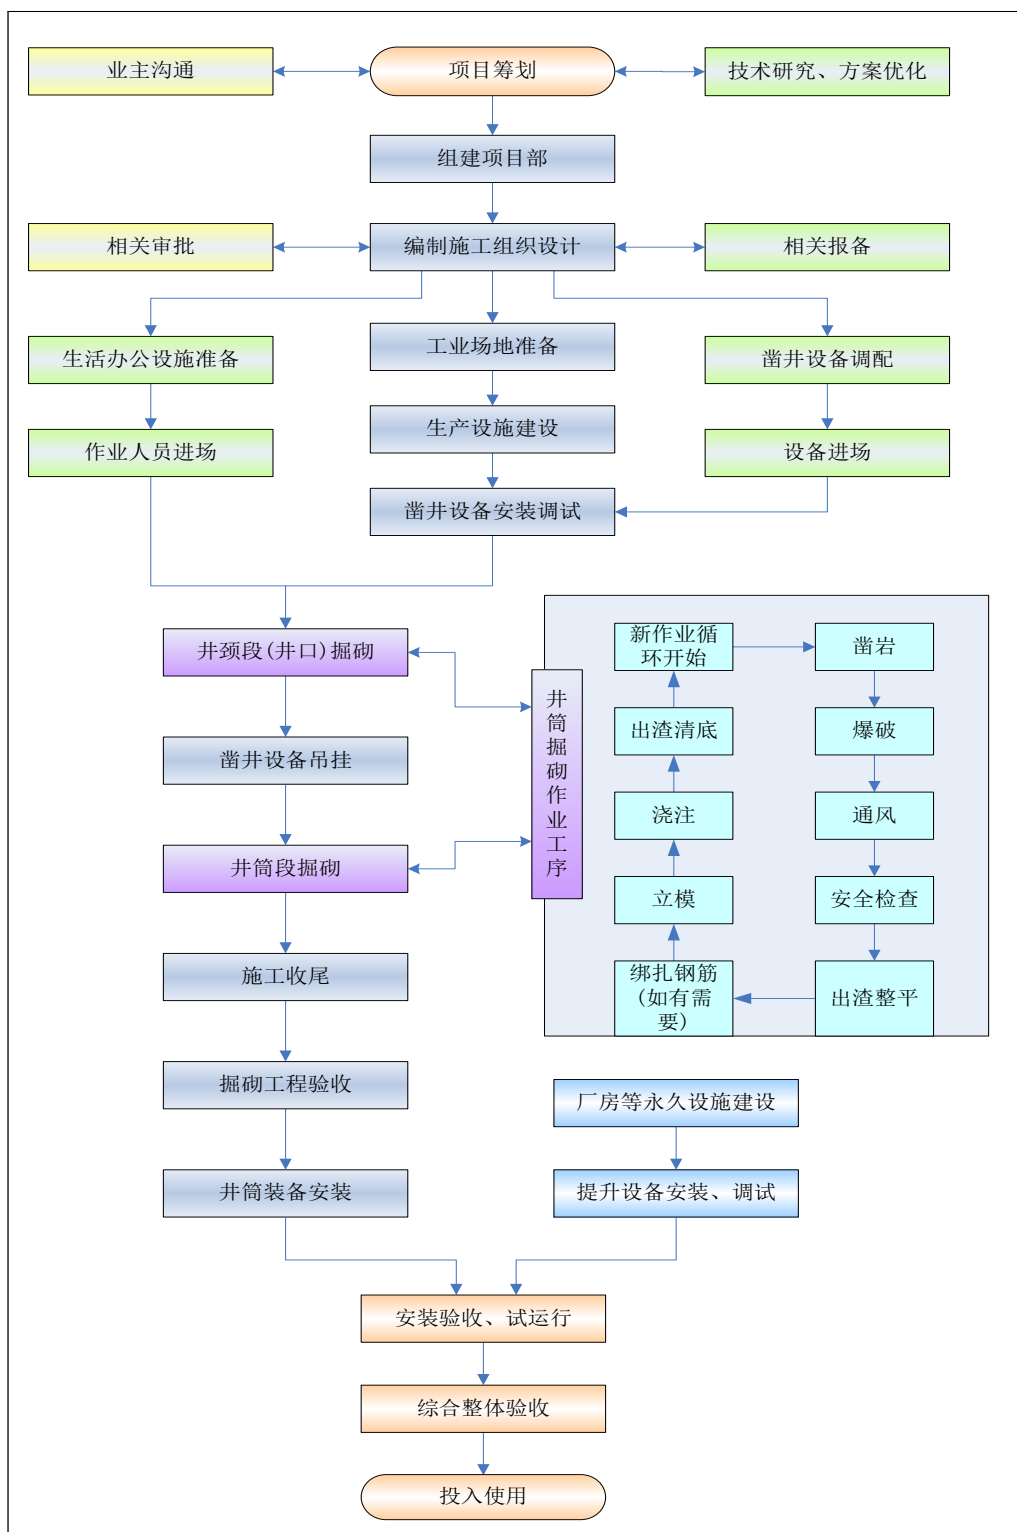 业主沟通
项目筹划
技术研究、方案优化
组建项目部
相关审批
编制施工组织设计
相关报备
生活办公设施准备
工业场地准备
凿井设备调配
作业人员进场
生产设施建设
设备进场
凿井设备安装调试
井颈段(井口)掘砌
凿井设备吊挂
井筒段掘砌
施工收尾
掘砌工程验收
井筒装备安装
井筒掘砌作业工序
新作业循
环开始
凿岩
出渣清底
爆破
浇注
通风
立模
安全检查
绑扎钢筋
(如有需
要)
出渣整平
厂房等永久设施建设
提升设备安装、调试
安装验收、试运行
综合整体验收
投入使用